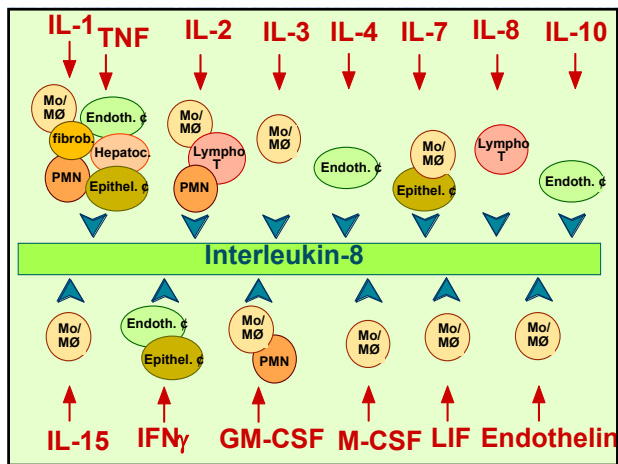 IL-1 TNF IL-2 IL-3 IL-4 IL-7 IL-8 IL-10
Mo/
MØ
Endoth. ¢
fibrob.
Hepatoc.
PMN
Epithel. ¢
Mo/
MØ
Lympho
T
PMN
Mo/
MØ
Endoth. ¢
Mo/
MØ
Epithel. ¢
Lympho
T
Endoth. ¢
Interleukin-8
Mo/
MØ
Endoth. ¢
Epithel. ¢
Mo/
MØ
PMN
Mo/
MØ
Mo/
MØ
Mo/
MØ
IL-15 IFNγ GM-CSF M-CSF LIF Endothelin